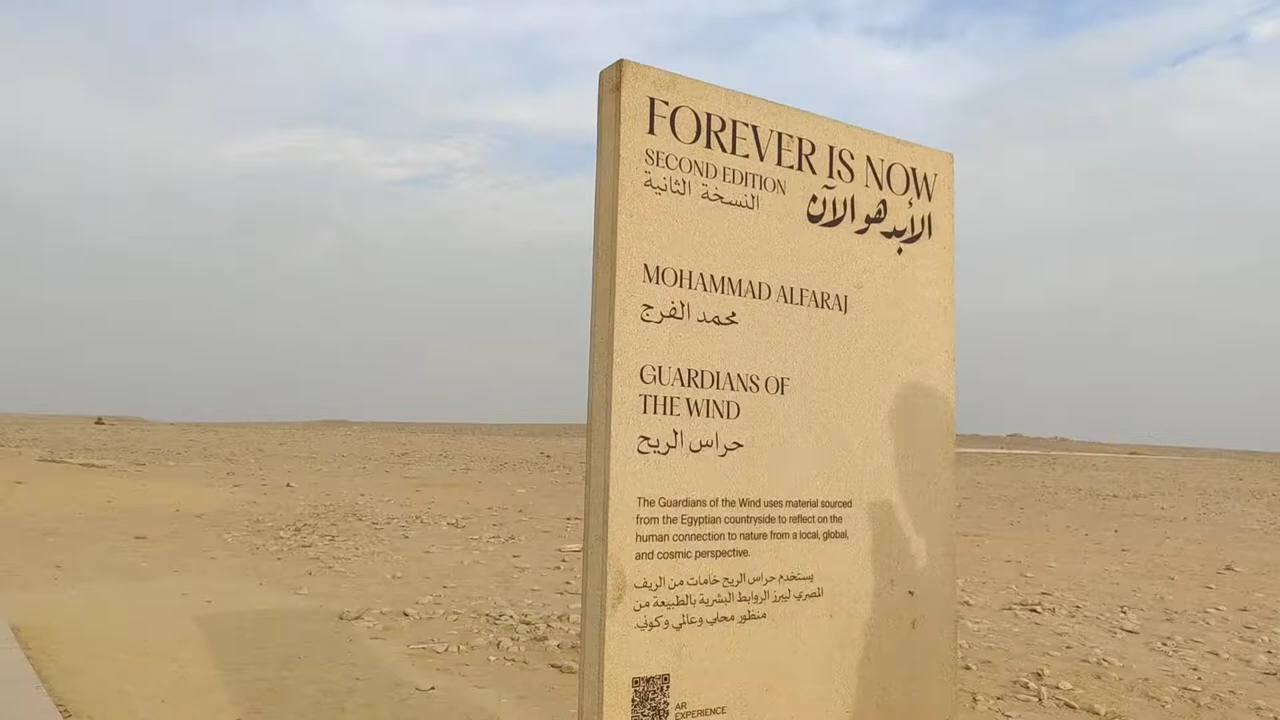 FOREVER IS NOW
SECOND EDITION
النسخة الثانية
الأبد هو الآن
MOHAMMAD ALFARAJ
محمد الفرج
GUARDIANS OF
THE WIND
حراس الريح
The Guardians of the Wind uses material sourced
from the Egyptian countryside to reflect on the
human connection to nature from a local, global,
and cosmic perspective.
يستخدم حراس الريح خامات من الريف
المصري ليبرز الروابط البشرية بالطبيعة من
منظور محلي وعالمي وكوني.
AR
EXPERIENCE